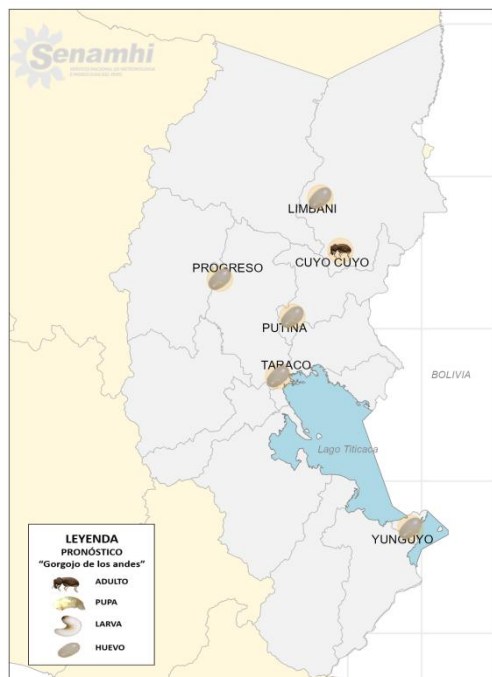 Senamhi
LIMBANI
CUYO CUYO
PROGRESO
PUTINA
TARACO
BOLIVIA
Lago Titicaca
YUNGUYO
LEYENDA
PRONÓSTICO
"Gorgojo de los andes"
ADULTO
PUPA
LARVA
HUEVO